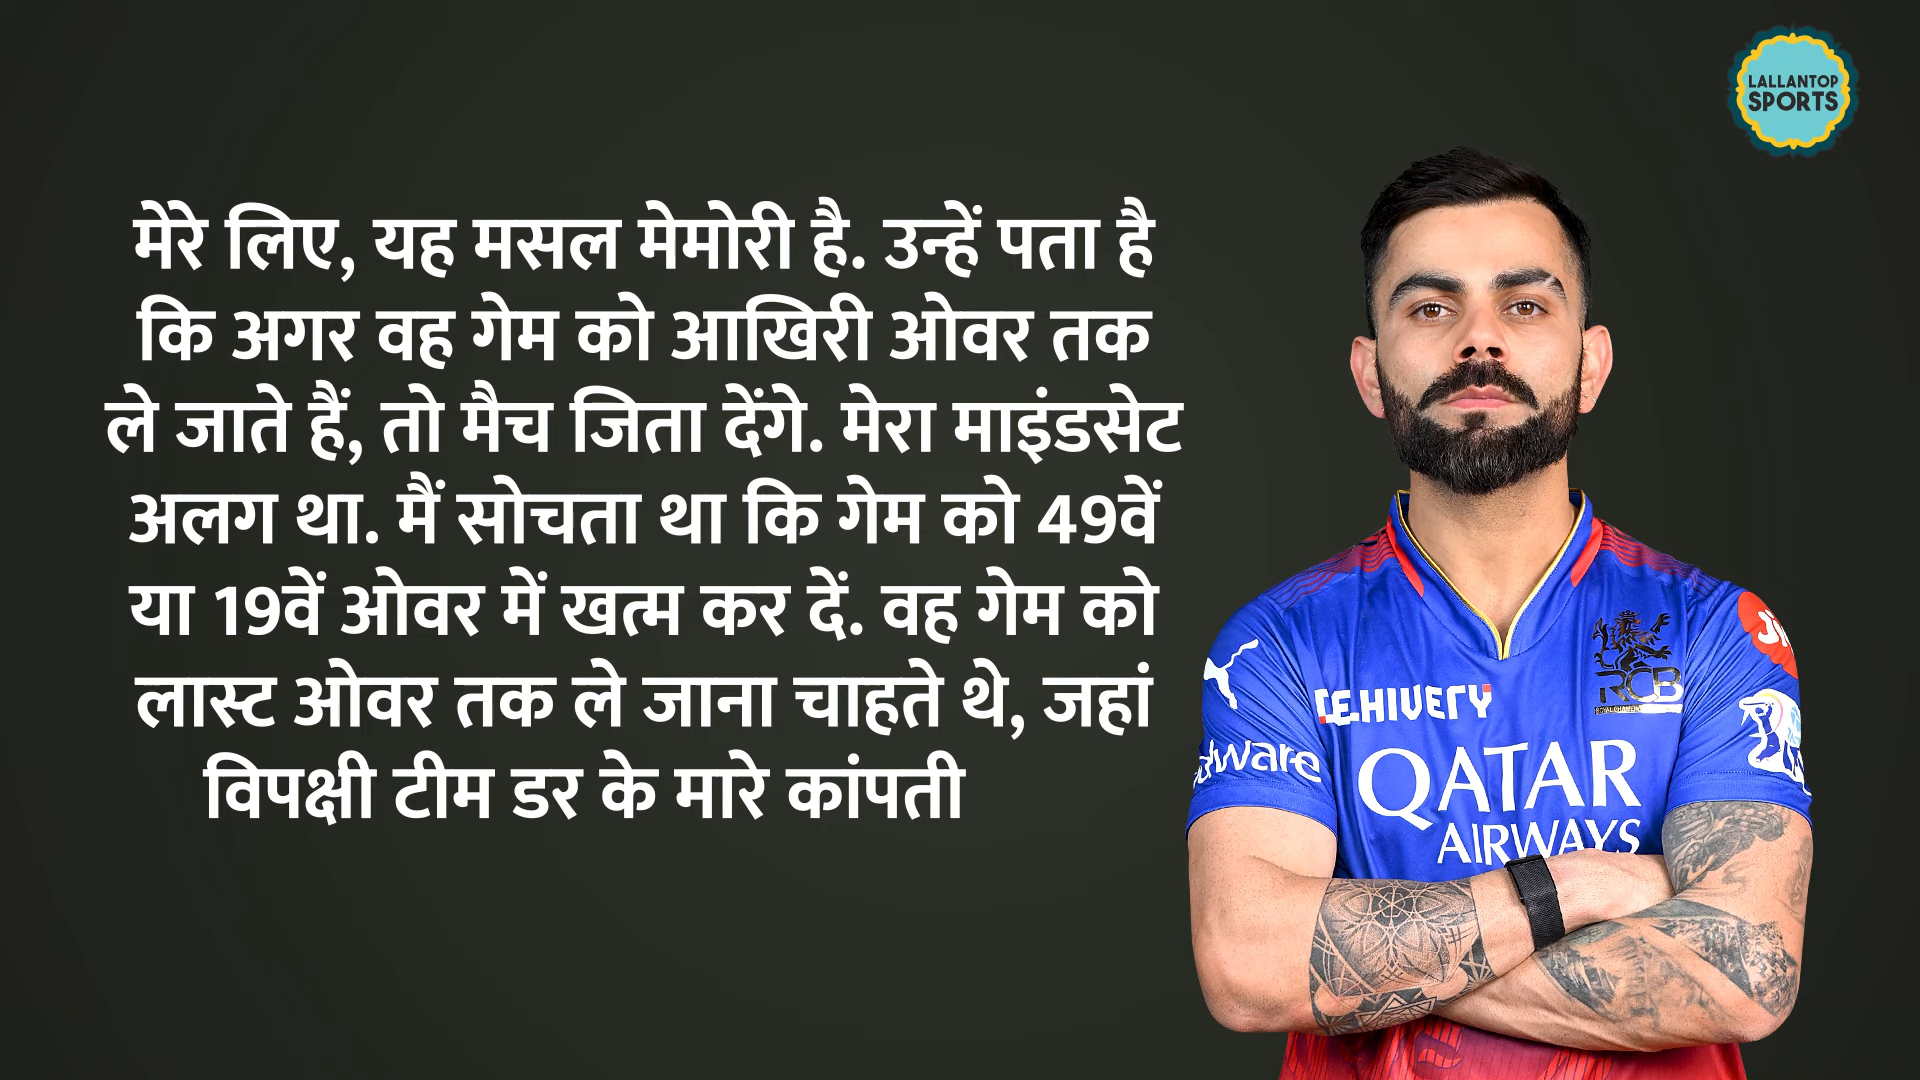 LALLANTOP
SPORTS
मेरे लिए, यह मसल मेमोरी है. उन्हें पता है
कि अगर वह गेम को आखिरी ओवर तक
ले जाते हैं, तो मैच जिता देंगे. मेरा माइंडसेट
अलग था. मैं सोचता था कि गेम को 49वें
या 19वें ओवर में खत्म कर दें. वह गेम को
लास्ट ओवर तक ले जाना चाहते थे, जहां
विपक्षी टीम डर के मारे कांपती
RCB
QATAR
AIRWAYS